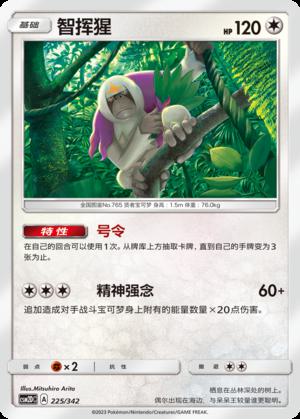 基础 智挥猩 HP 120
全国图鉴No.765 贤者宝可梦 身高：1.5m 体重：76.0kg
特性 号令
在自己的回合可以使用1次。从牌库上方抽取卡牌，直到自己的手牌变为3
张为止。
精神强念 60+
追加造成对手战斗宝可梦身上附有的能量数量×20点伤害。
弱点 ×2 抗性 撤退
Illus.Mitsuhiro Arita
CSM2DC A 225/342
栖息在丛林深处的树上。
偶尔出现在海边，与呆呆王较量谁更聪明。
©2023 Pokémon/Nintendo/Creatures/GAME FREAK.